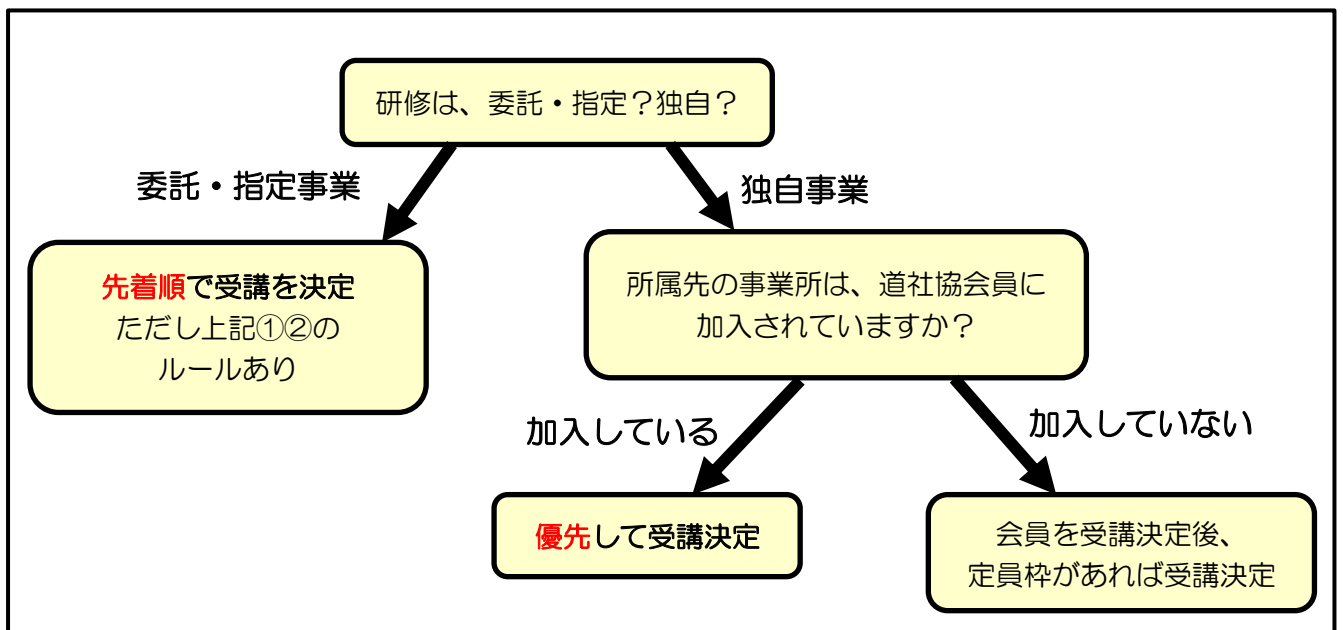 研修は、委託・指定?独自?
委託・指定事業
独自事業
先着順で受講を決定
ただし上記①②の
ルールあり
所属先の事業所は、道社協会員に
加入されていますか?
加入している
加入していない
優先して受講決定
会員を受講決定後、
定員枠があれば受講決定